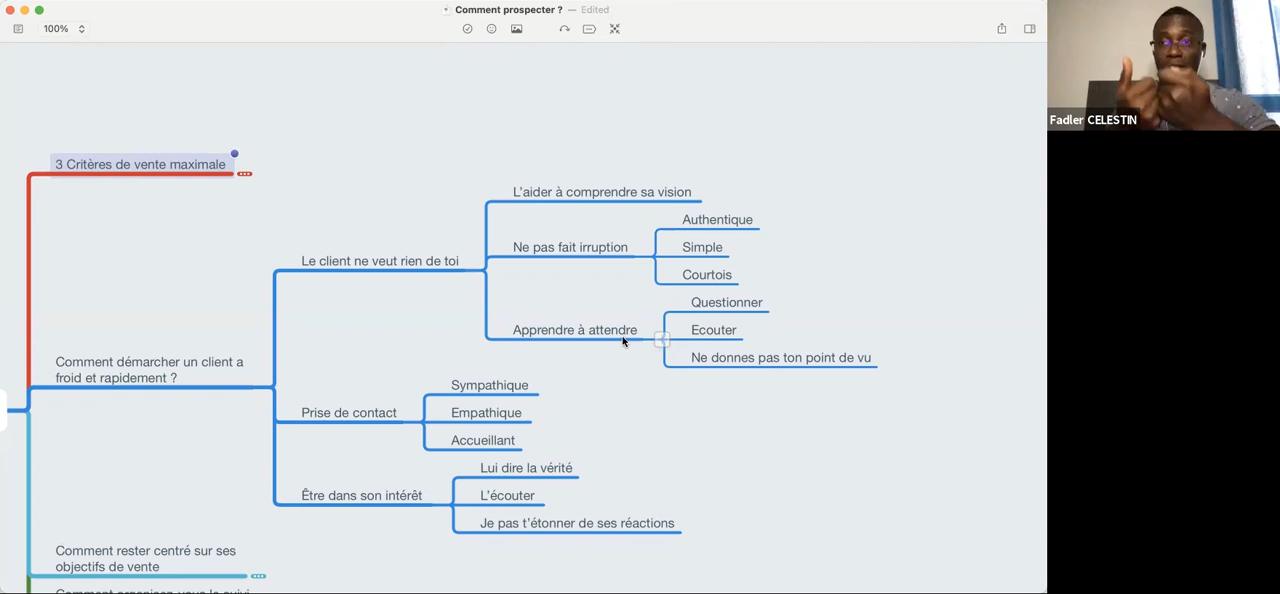 Comment prospecter ? — Edited
100%
Fadler CELESTIN
3 Critères de vente maximale
L'aider à comprendre sa vision
Authentique
Ne pas fait irruption
Simple
Le client ne veut rien de toi
Courtois
Questionner
Apprendre à attendre
Ecouter
Ne donnes pas ton point de vu
Comment démarcher un client a
froid et rapidement ?
Sympathique
Prise de contact
Empathique
Accueillant
Lui dire la vérité
Être dans son intérêt
L'écouter
Je pas t'étonner de ses réactions
Comment rester centré sur ses
objectifs de vente